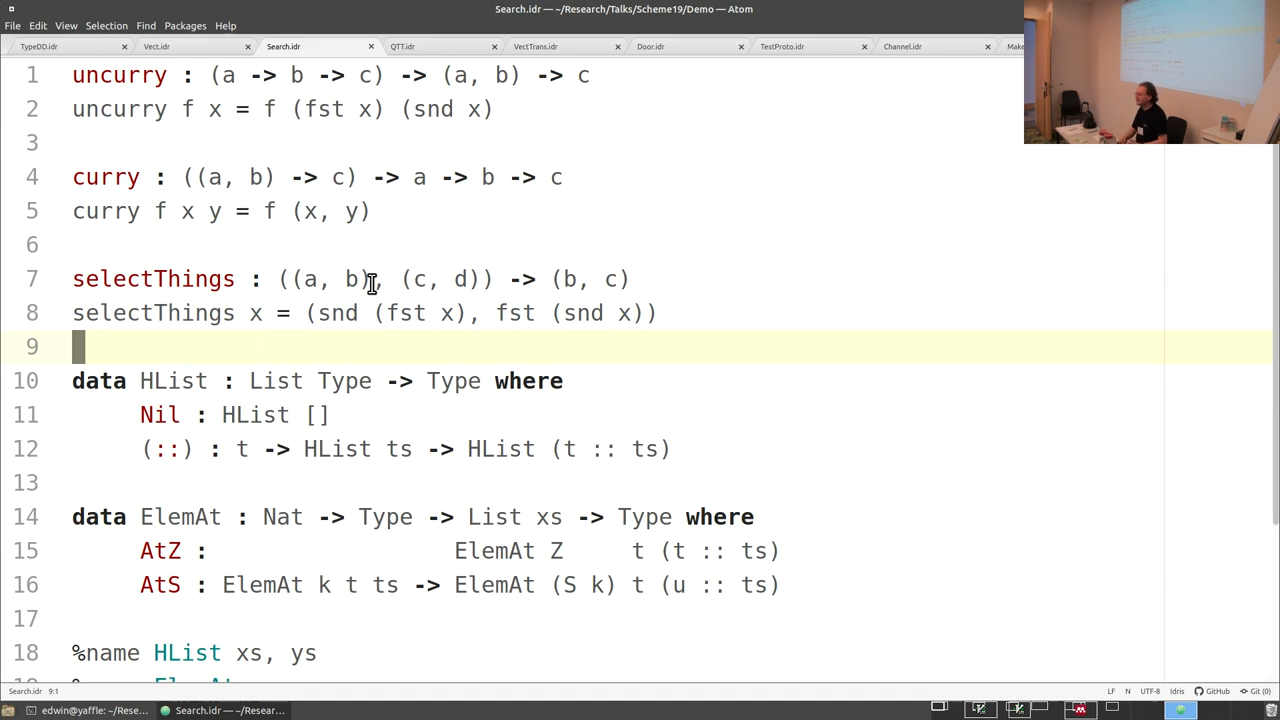 Search.idr — ~/Research/Talks/Scheme19/Demo — Atom
File Edit View Selection Find Packages Help
TypeDD.idr Vect.idr Search.idr QTT.idr VectTrans.idr Door.idr TestProto.idr Channel.idr Make
1 uncurry : (a -> b -> c) -> (a, b) -> c
2 uncurry f x = f (fst x) (snd x)
3
4 curry : ((a, b) -> c) -> a -> b -> c
5 curry f x y = f (x, y)
6
7 selectThings : ((a, b), (c, d)) -> (b, c)
8 selectThings x = (snd (fst x), fst (snd x))
9
10 data HList : List Type -> Type where
11 Nil : HList []
12 (::) : t -> HList ts -> HList (t :: ts)
13
14 data ElemAt : Nat -> Type -> List xs -> Type where
15 AtZ : ElemAt Z t (t :: ts)
16 AtS : ElemAt k t ts -> ElemAt (S k) t (u :: ts)
17
18 %name HList xs, ys
Search.idr 9:1 LF N UTF-8 Idris GitHub Git (0)
edwin@yaffle: ~/Rese... Search.idr — ~/Resear...